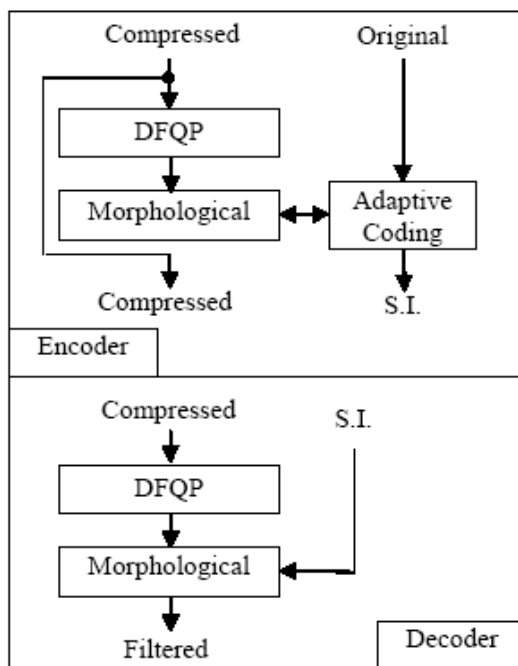 Compressed
Original
DFQP
Morphological
Adaptive
Coding
Compressed
S.I.
Encoder
Compressed
S.I.
DFQP
Morphological
Filtered
Decoder